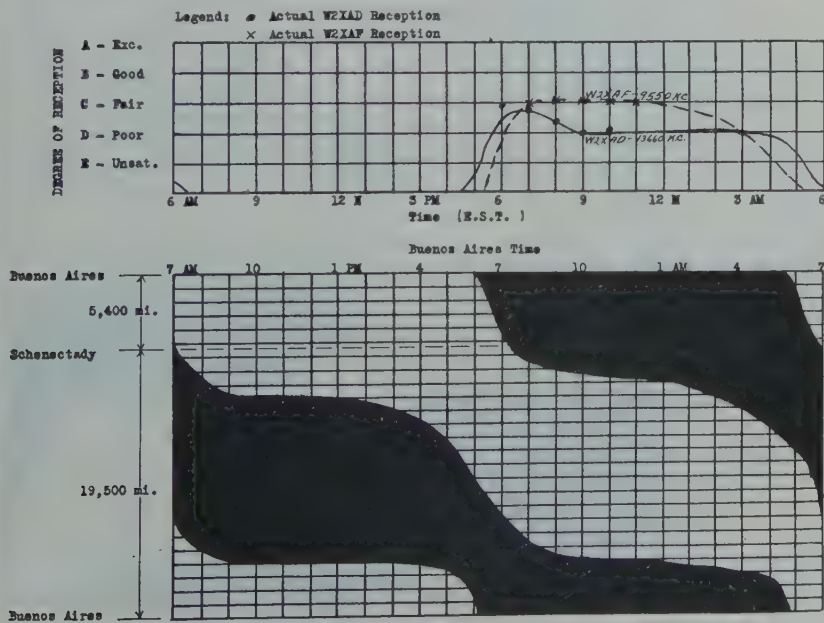 Legend: • Actual W2XAD Reception
× Actual W2XAF Reception
DEGREES OF RECEPTION
A - Exc.
B - Good
C - Fair
D - Poor
E - Unsat.
W2XAF-9550KC.
W2XAD-13660KC.
6 AM 9 12 M 3 PM 6 9 12 M 3 AM 6
Time (E.S.T. )
Buenos Aires Time
7 AM 10 1 PM 4 7 10 1 AM 4 7
Buenos Aires
5,400 mi.
Schenectady
19,500 mi.
Buenos Aires